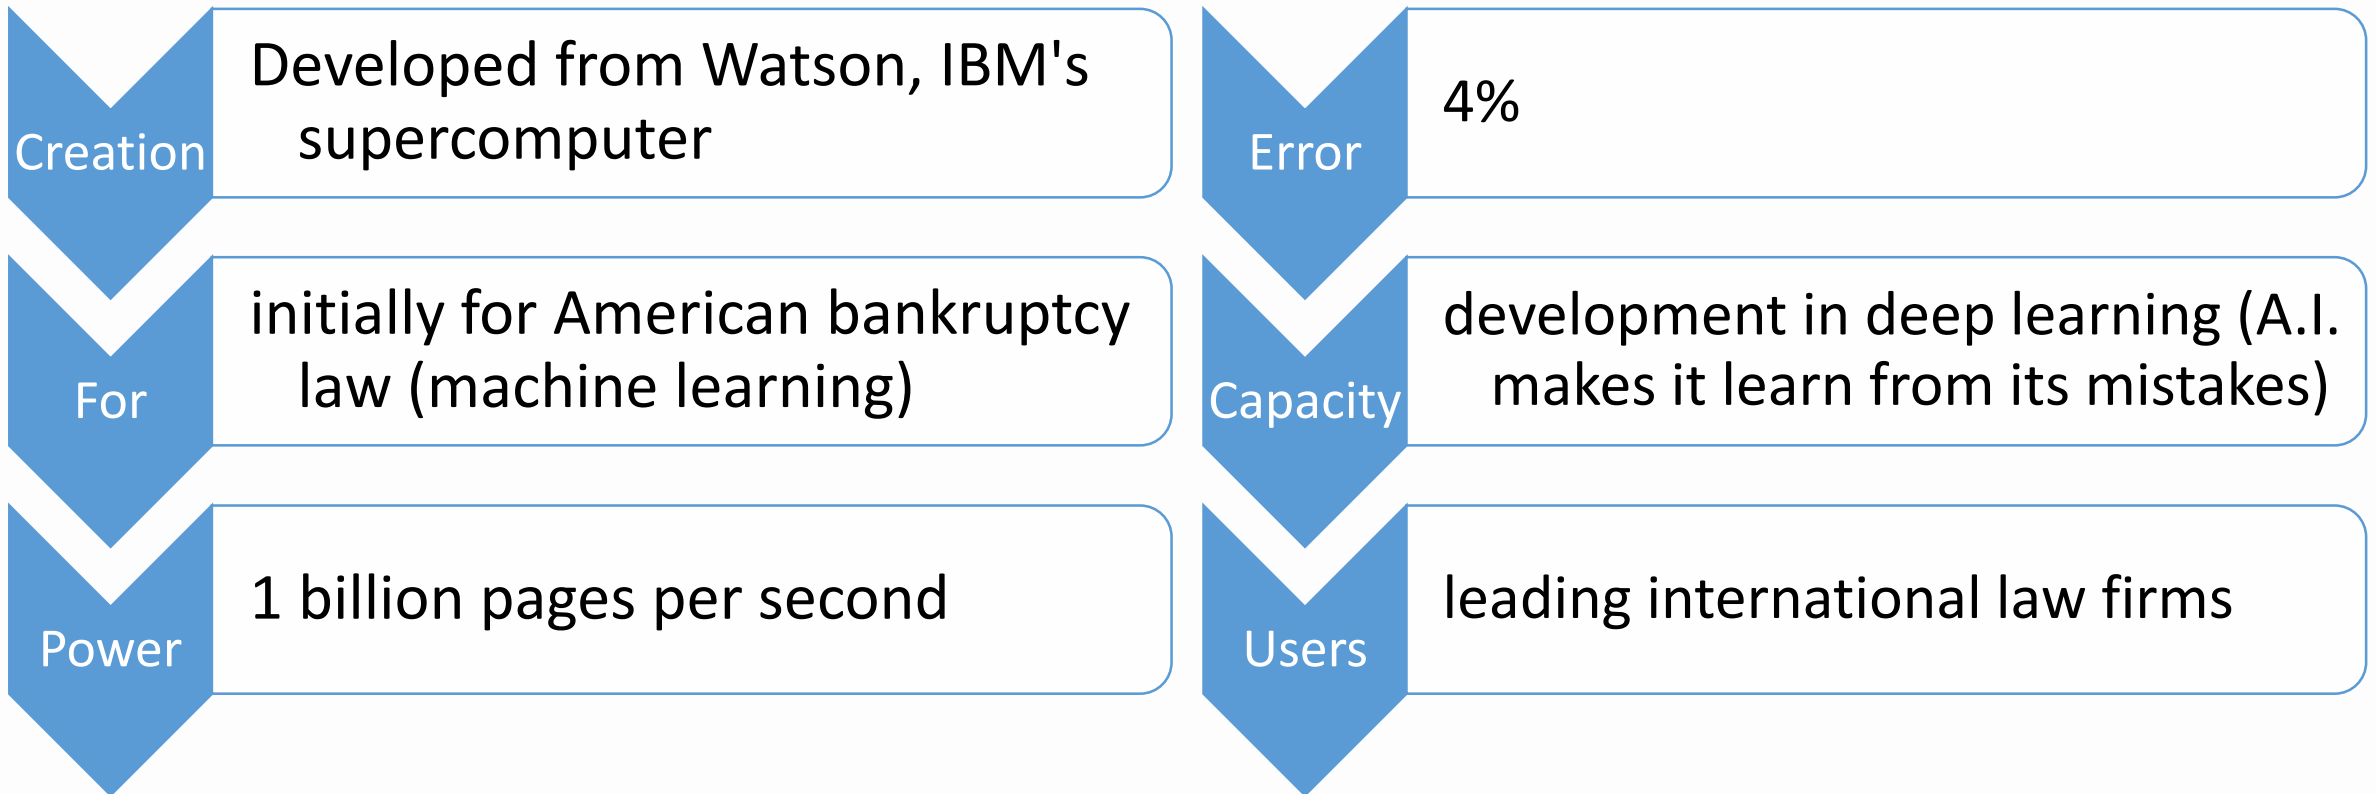 Creation
Developed from Watson, IBM's
supercomputer
For
initially for American bankruptcy
law (machine learning)
Power
1 billion pages per second
Error
4%
Capacity
development in deep learning (A.I.
makes it learn from its mistakes)
Users
leading international law firms